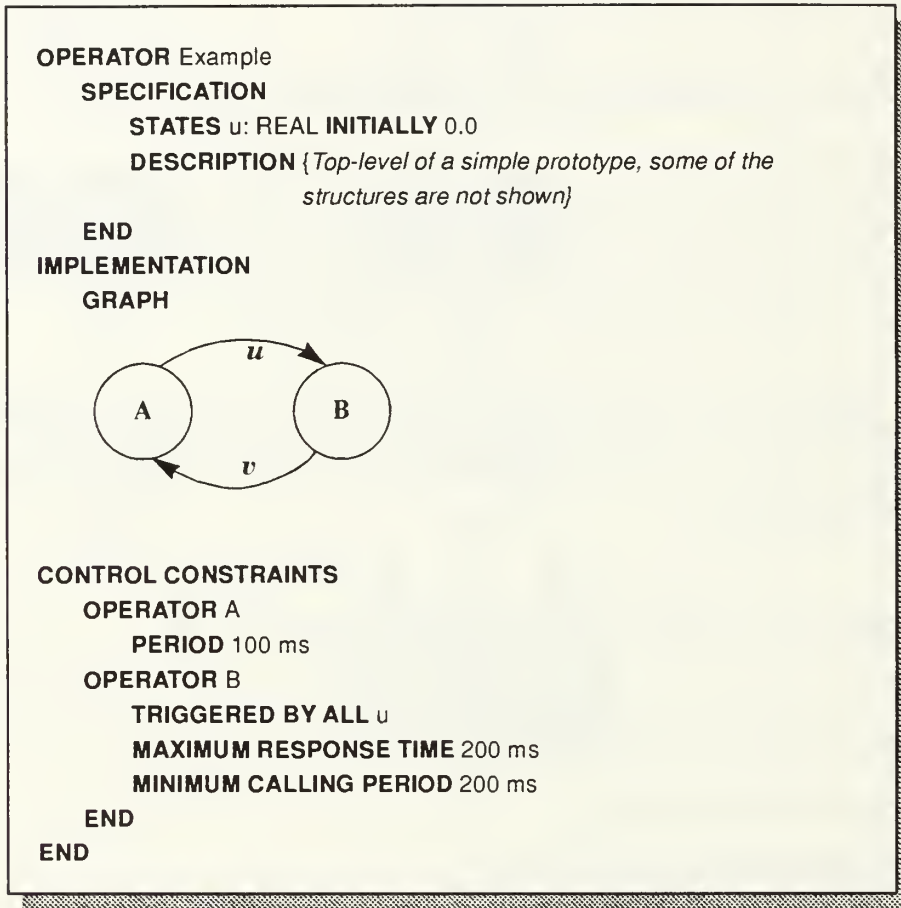 OPERATOR Example
SPECIFICATION
STATES u: REAL INITIALLY 0.0
DESCRIPTION {Top-level of a simple prototype, some of the
structures are not shown}
END
IMPLEMENTATION
GRAPH
u
A
B
v
CONTROL CONSTRAINTS
OPERATOR A
PERIOD 100 ms
OPERATOR B
TRIGGERED BY ALL u
MAXIMUM RESPONSE TIME 200 ms
MINIMUM CALLING PERIOD 200 ms
END
END